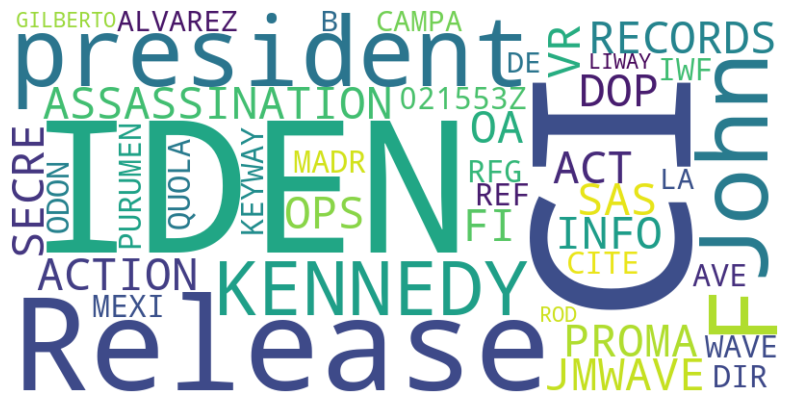 GILBERTO
ALVAREZ
B
CAMPA
president
DE
VR
RECORDS
LIWAY
IWF
ASSASSINATION
021553Z
DOP
John
IDEN
CI
SECRE
ODON
PURUMEN
QUOLA
KEYWAY
MADR
OA
RFG
REF
ACT
LA
OPS
FI
SAS
INFO
ACTION
KENNEDY
CITE
AVE
MEXI
Release
ROD
F
PROMA
WAVE
JMWAVE
DIR